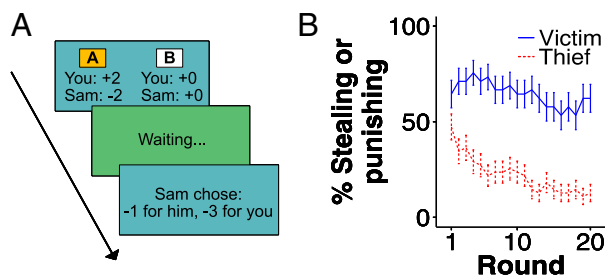 A
A B
You: +2 You: +0
Sam: -2 Sam: +0
Waiting...
Sam chose:
-1 for him, -3 for you
B
% Stealing or
punishing
100
50
0
Victim
Thief
1 10 20
Round